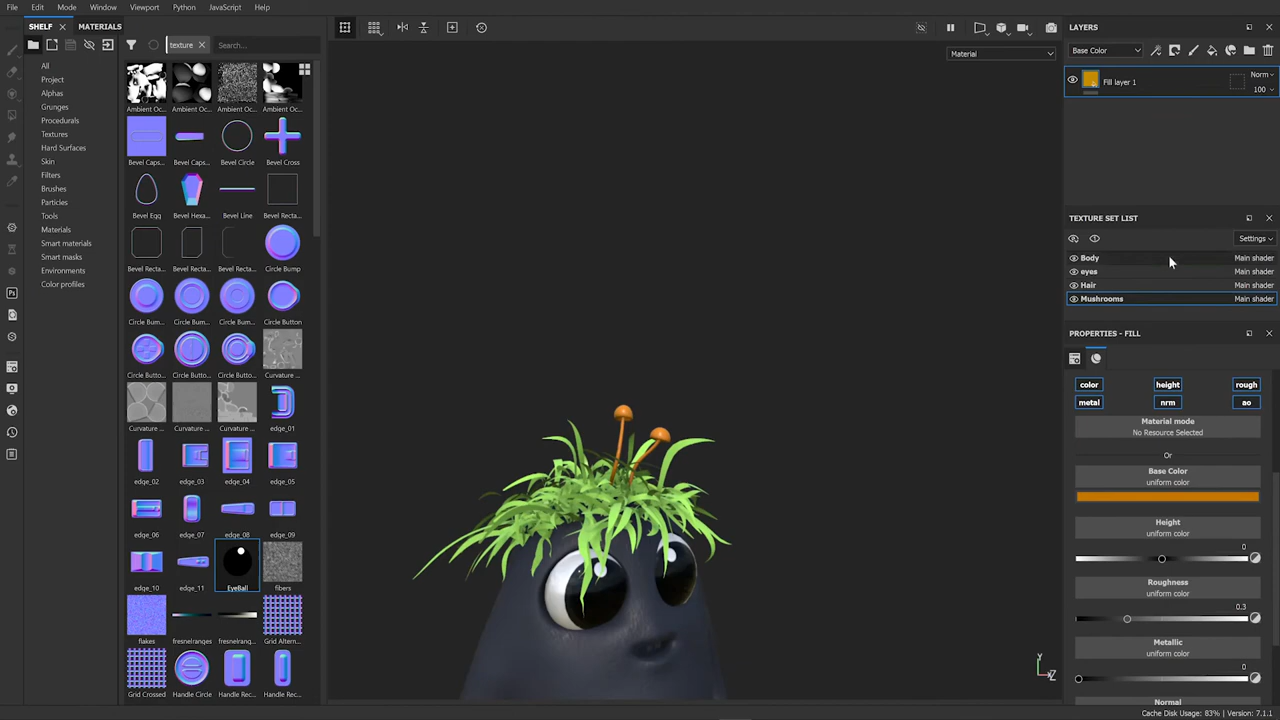 File Edit Mode Window Viewport Python JavaScript Help
SHELF MATERIALS
texture Search...
All
Project
Alphas
Grunges
Procedurals
Textures
Hard Surfaces
Skin
Filters
Brushes
Particles
Tools
Materials
Smart materials
Smart masks
Environments
Color profiles
Ambient Oc... Ambient Oc... Ambient Oc... Ambient Oc...
Bevel Caps... Bevel Caps... Bevel Circle Bevel Cross
Bevel Egg Bevel Hexa... Bevel Line Bevel Recta...
Bevel Recta... Bevel Recta... Bevel Recta... Circle Bump
Circle Bum... Circle Bum... Circle Bum... Circle Button
Circle Butto... Circle Butto... Circle Butto... Curvature ...
Curvature ... Curvature ... Curvature ... edge_01
edge_02 edge_03 edge_04 edge_05
edge_06 edge_07 edge_08 edge_09
edge_10 edge_11 EyeBall fibers
flakes fresnelranges fresnelrang... Grid Altern...
Grid Crossed Handle Circle Handle Rec... Handle Rec...
Material
Y
Z
LAYERS
Base Color
Fill layer 1
Norm
100
TEXTURE SET LIST
Settings
Body Main shader
eyes Main shader
Hair Main shader
Mushrooms Main shader
PROPERTIES - FILL
color height rough
metal nrm ao
Material mode
No Resource Selected
Or
Base Color
uniform color
Height
uniform color
0
Roughness
uniform color
0.3
Metallic
uniform color
0
Normal
Cache Disk Usage: 83% | Version: 7.1.1